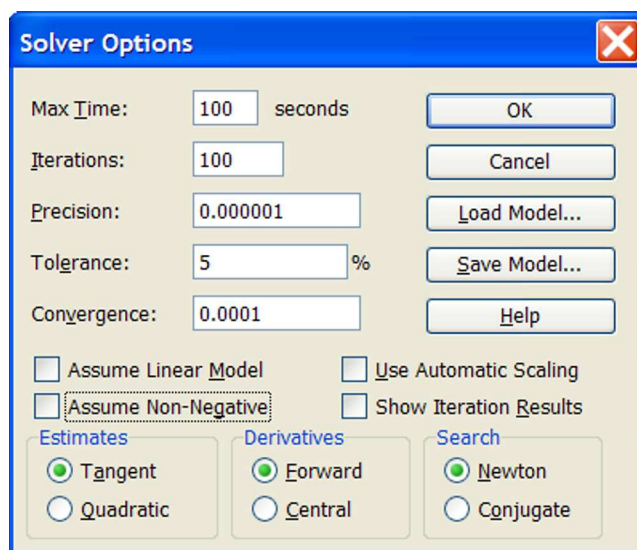 Solver Options
Max Time: 100 seconds
OK
Iterations: 100
Cancel
Precision: 0.000001
Load Model...
Tolerance: 5 %
Save Model...
Convergence: 0.0001
Help
Assume Linear Model
Use Automatic Scaling
Assume Non-Negative
Show Iteration Results
Estimates
Derivatives
Search
Tangent
Forward
Newton
Quadratic
Central
Conjugate